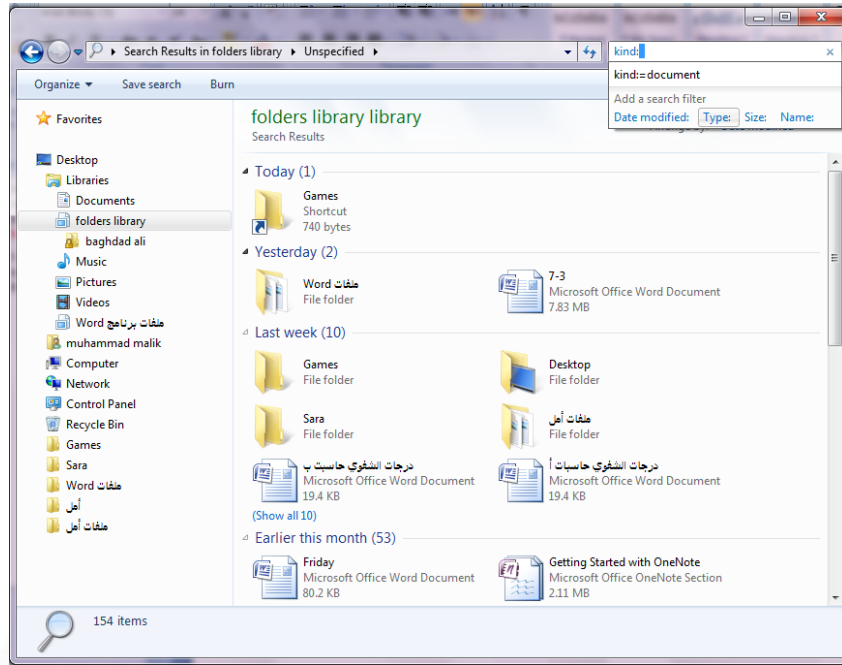 Search Results in folders library
Unspecified
kind:
kind:=document
Add a search filter
Date modified: Type: Size: Name:
Organize
Save search
Burn
Favorites
Desktop
Libraries
Documents
folders library
baghdad ali
Music
Pictures
Videos
ملفات برنامج Word
muhammad malik
Computer
Network
Control Panel
Recycle Bin
Games
Sara
ملفات Word
أمل
ملفات أمل
folders library library
Search Results
Today (1)
Games
Shortcut
740 bytes
Yesterday (2)
ملفات Word
File folder
7-3
Microsoft Office Word Document
7.83 MB
Last week (10)
Games
File folder
Desktop
File folder
Sara
File folder
ملفات أمل
File folder
درجات الشفوي حاسبت ب
Microsoft Office Word Document
19.4 KB
درجات الشفوي حاسبات أ
Microsoft Office Word Document
19.4 KB
(Show all 10)
Earlier this month (53)
Friday
Microsoft Office Word Document
80.2 KB
Getting Started with OneNote
Microsoft Office OneNote Section
2.11 MB
154 items